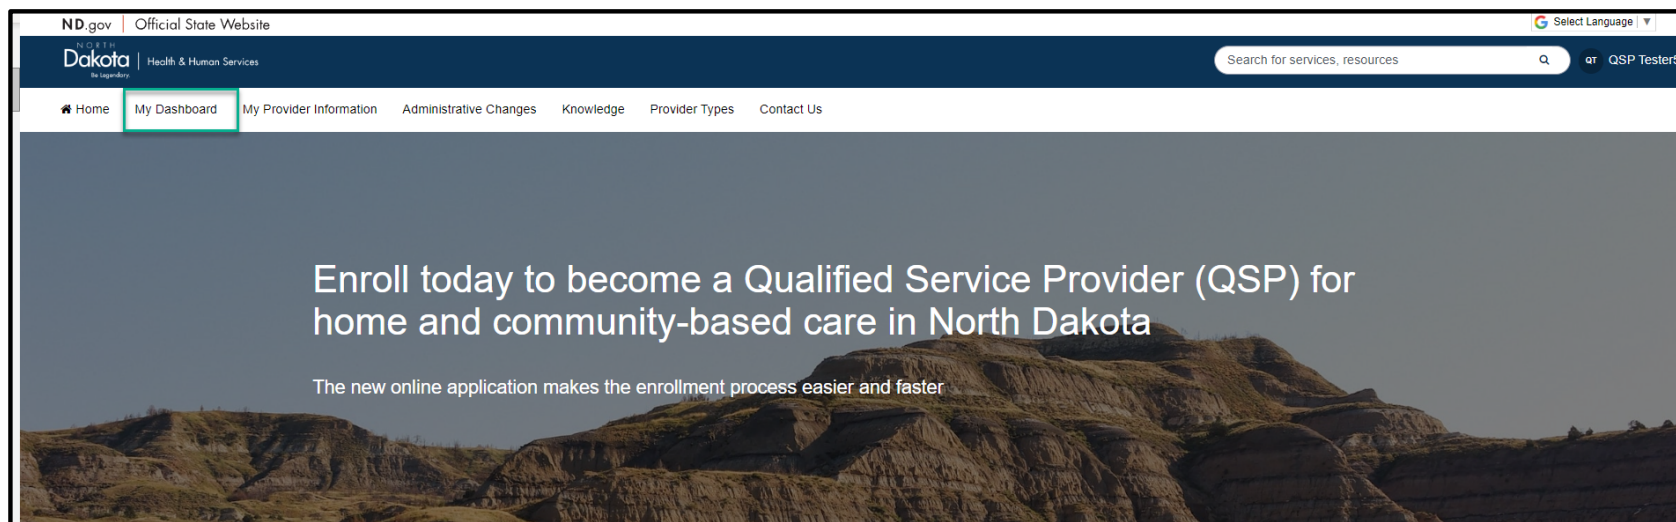 ND.gov | Official State Website
Select Language ▼
NORTH
Dakota | Health & Human Services
Be Legendary.
Search for services, resources
QT QSP Tester5
Home My Dashboard My Provider Information Administrative Changes Knowledge Provider Types Contact Us
Enroll today to become a Qualified Service Provider (QSP) for
home and community-based care in North Dakota
The new online application makes the enrollment process easier and faster